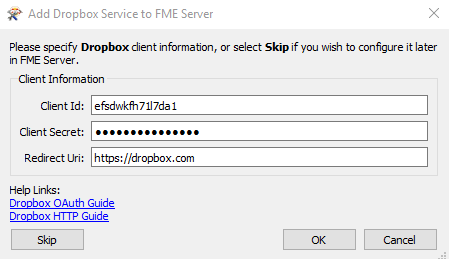 Add Dropbox Service to FME Server
Please specify Dropbox client information, or select Skip if you wish to configure it later
in FME Server.
Client Information
Client Id: efsdwkfh71l7da1
Client Secret: ●●●●●●●●●●●●●●●
Redirect Uri: https://dropbox.com
Help Links:
Dropbox OAuth Guide
Dropbox HTTP Guide
Skip OK Cancel